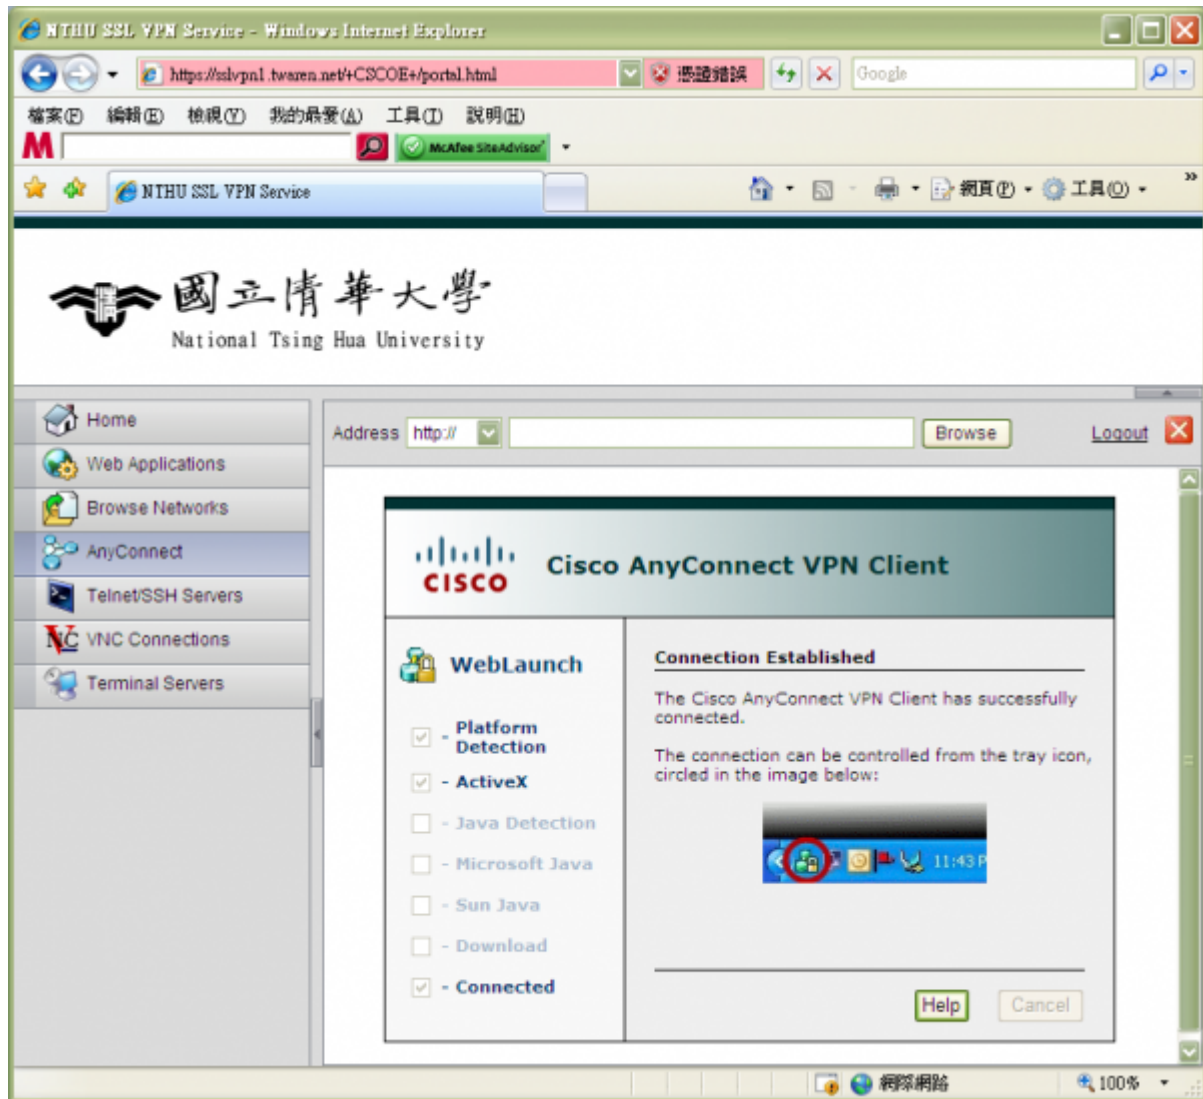 NTHU SSL VPN Service - Windows Internet Explorer
https://sslvpn1.twaren.net/+CSCOE+/portal.html
憑證錯誤
Google
檔案(F) 編輯(E) 檢視(V) 我的最愛(A) 工具(T) 說明(H)
M
McAfee SiteAdvisor
NTHU SSL VPN Service
網頁(P)
工具(O)
»
國立清華大學
National Tsing Hua University
Home
Web Applications
Browse Networks
AnyConnect
Telnet/SSH Servers
VNC Connections
Terminal Servers
Address http:// Browse Logout
CISCO
Cisco AnyConnect VPN Client
WebLaunch
- Platform
Detection
- ActiveX
- Java Detection
- Microsoft Java
- Sun Java
- Download
- Connected
Connection Established
The Cisco AnyConnect VPN Client has successfully
connected.
The connection can be controlled from the tray icon,
circled in the image below:
11:43 P
Help Cancel
網際網路
100%